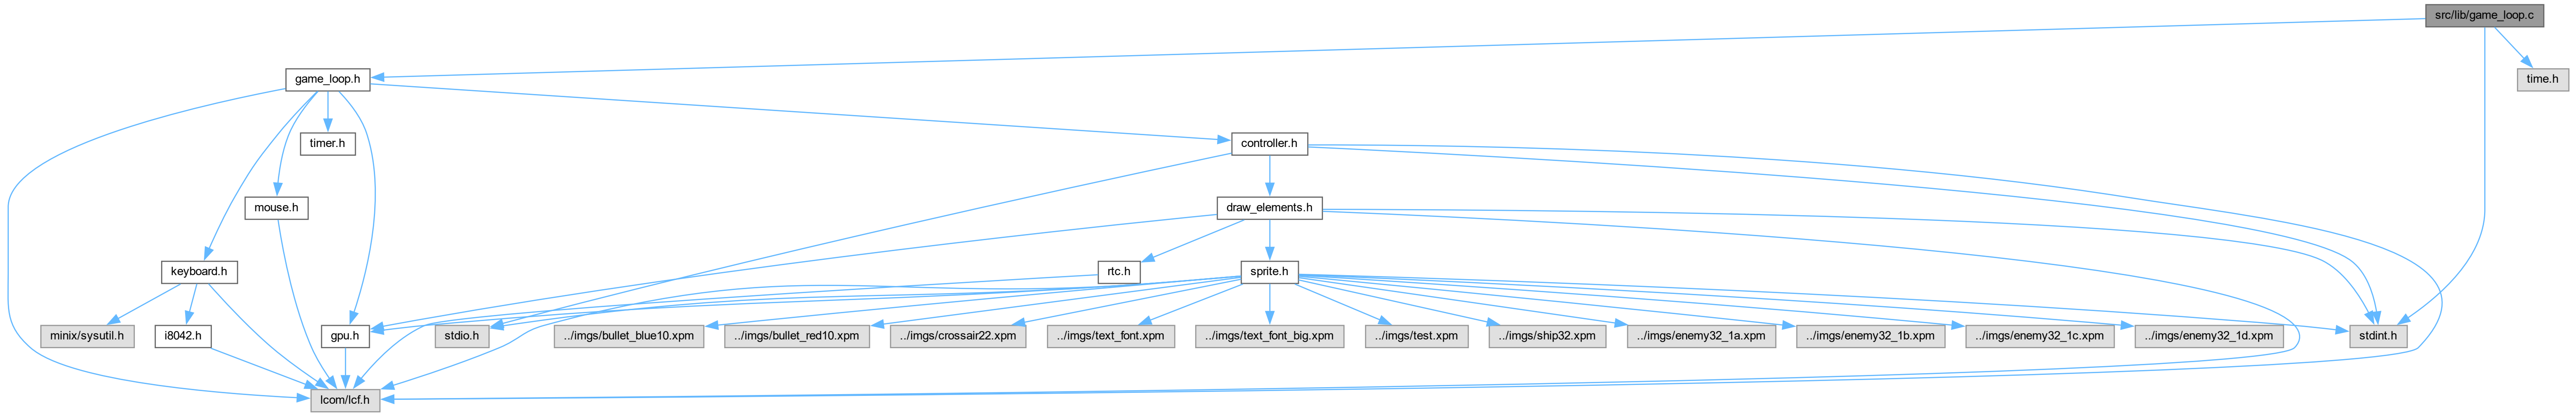 src/lib/game_loop.c
game_loop.h
time.h
timer.h
controller.h
mouse.h
draw_elements.h
keyboard.h
rtc.h
sprite.h
minix/sysutil.h
i8042.h
gpu.h
stdio.h
../imgs/bullet_blue10.xpm
../imgs/bullet_red10.xpm
../imgs/crossair22.xpm
../imgs/text_font.xpm
../imgs/text_font_big.xpm
../imgs/test.xpm
../imgs/ship32.xpm
../imgs/enemy32_1a.xpm
../imgs/enemy32_1b.xpm
../imgs/enemy32_1c.xpm
../imgs/enemy32_1d.xpm
stdint.h
lcom/lcf.h